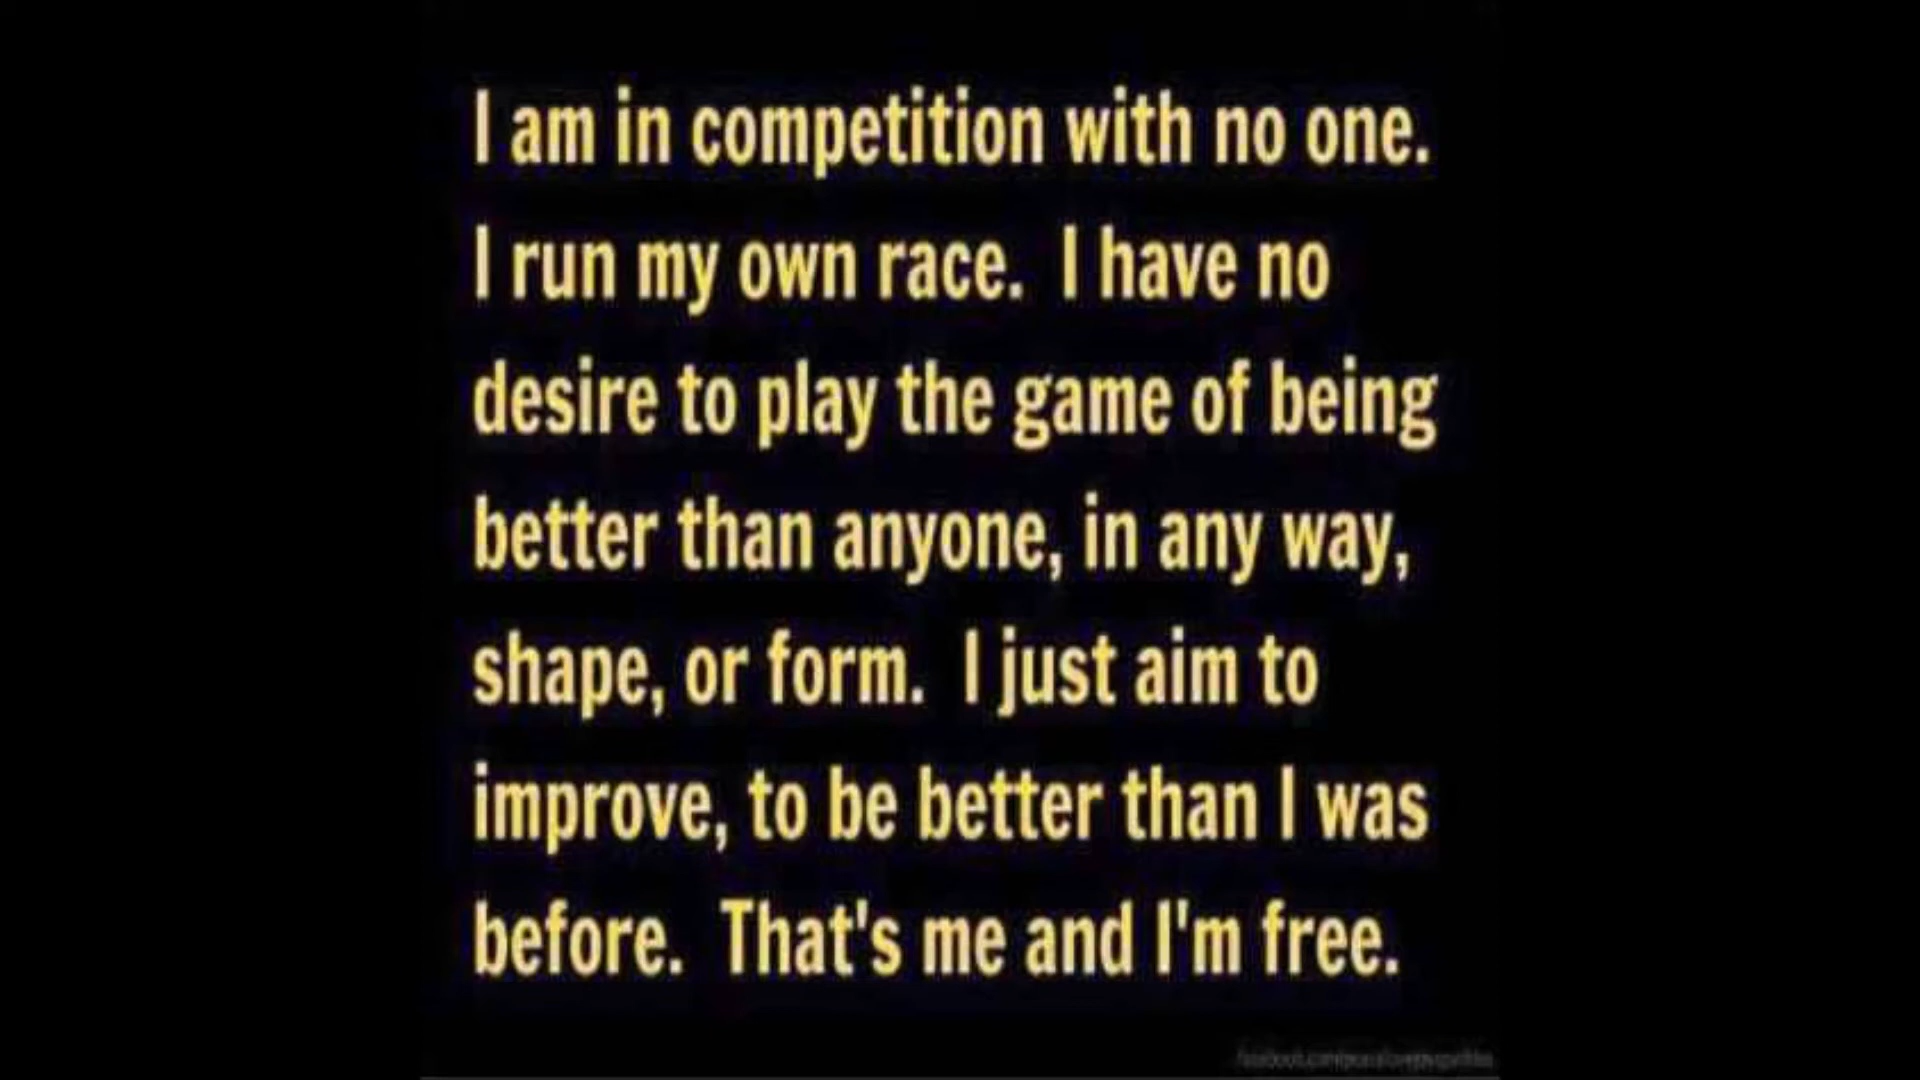 I am in competition with no one.
I run my own race.  I have no
desire to play the game of being
better than anyone, in any way,
shape, or form.  I just aim to
improve, to be better than I was
before.  That's me and I'm free.